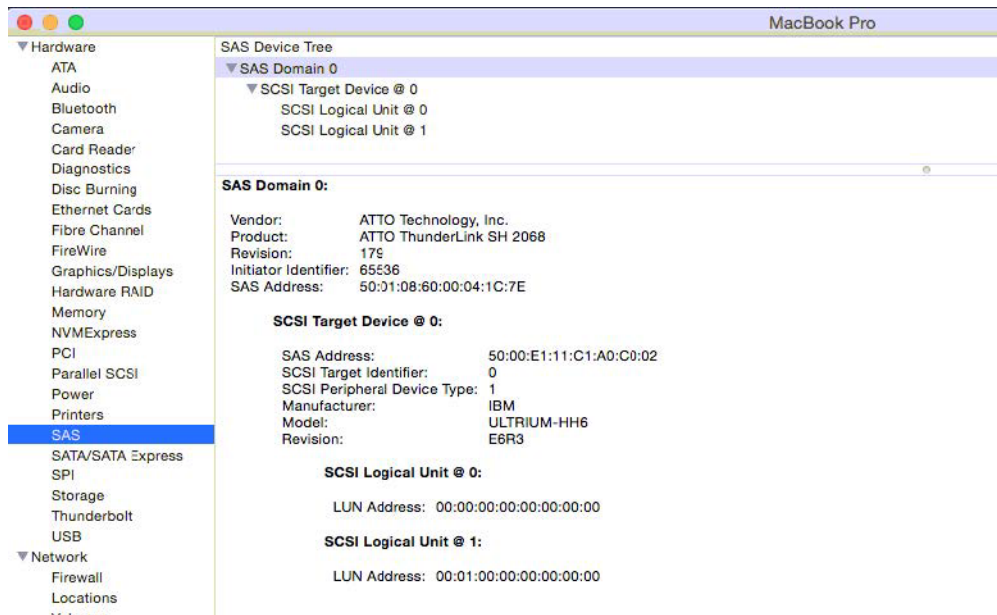 MacBook Pro
Hardware
ATA
Audio
Bluetooth
Camera
Card Reader
Diagnostics
Disc Burning
Ethernet Cards
Fibre Channel
FireWire
Graphics/Displays
Hardware RAID
Memory
NVMExpress
PCI
Parallel SCSI
Power
Printers
SAS
SATA/SATA Express
SPI
Storage
Thunderbolt
USB
Network
Firewall
Locations
SAS Device Tree
SAS Domain 0
SCSI Target Device @ 0
SCSI Logical Unit @ 0
SCSI Logical Unit @ 1
SAS Domain 0:
Vendor: ATTO Technology, Inc.
Product: ATTO ThunderLink SH 2068
Revision: 179
Initiator Identifier: 65536
SAS Address: 50:01:08:60:00:04:1C:7E
SCSI Target Device @ 0:
SAS Address: 50:00:E1:11:C1:A0:C0:02
SCSI Target Identifier: 0
SCSI Peripheral Device Type: 1
Manufacturer: IBM
Model: ULTRIUM-HH6
Revision: E6R3
SCSI Logical Unit @ 0:
LUN Address: 00:00:00:00:00:00:00:00
SCSI Logical Unit @ 1:
LUN Address: 00:01:00:00:00:00:00:00